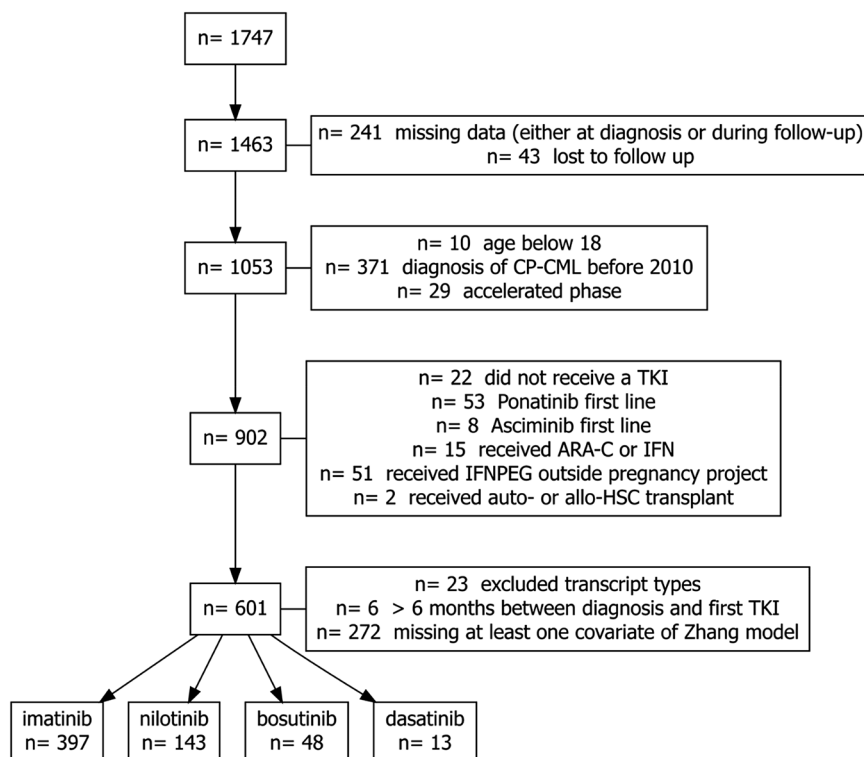 n= 1747
n= 1463
n= 241 missing data (either at diagnosis or during follow-up)
n= 43 lost to follow up
n= 1053
n= 10 age below 18
n= 371 diagnosis of CP-CML before 2010
n= 29 accelerated phase
n= 902
n= 22 did not receive a TKI
n= 53 Ponatinib first line
n= 8 Asciminib first line
n= 15 received ARA-C or IFN
n= 51 received IFNPEG outside pregnancy project
n= 2 received auto- or allo-HSC transplant
n= 601
n= 23 excluded transcript types
n= 6 > 6 months between diagnosis and first TKI
n= 272 missing at least one covariate of Zhang model
imatinib
n= 397
nilotinib
n= 143
bosutinib
n= 48
dasatinib
n= 13